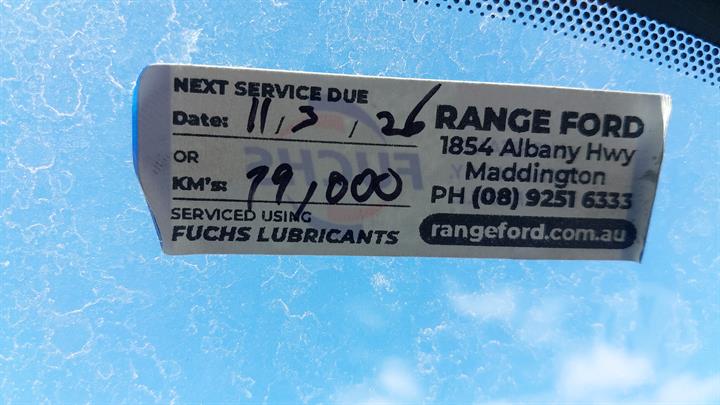 NEXT SERVICE DUE
Date: 11/3/26
OR
KM's: 79,000
SERVICED USING
FUCHS LUBRICANTS
RANGE FORD
1854 Albany Hwy
Maddington
PH (08) 9251 6333
rangeford.com.au
FUCHS